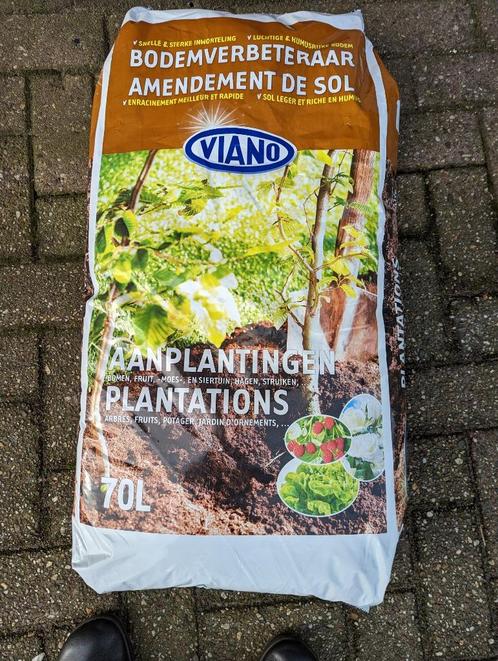 ✓ SNELLE & STERKE INWORTELING ✓ LUCHTIGE & HUMUSRIJKE BODEM
BODEMVERBETERAAR
AMENDEMENT DE SOL
✓ ENRACINEMENT MEILLEUR ET RAPIDE ✓ SOL LEGER ET RICHE EN HUMUS
VIANO
AANPLANTINGEN
BOMEN, FRUIT, -MOES-, EN SIERTUIN, HAGEN, STRUIKEN,
PLANTATIONS
ARBRES, FRUITS, POTAGER, JARDIN D'ORNEMENTS, ...
70L
PLANTATIONS